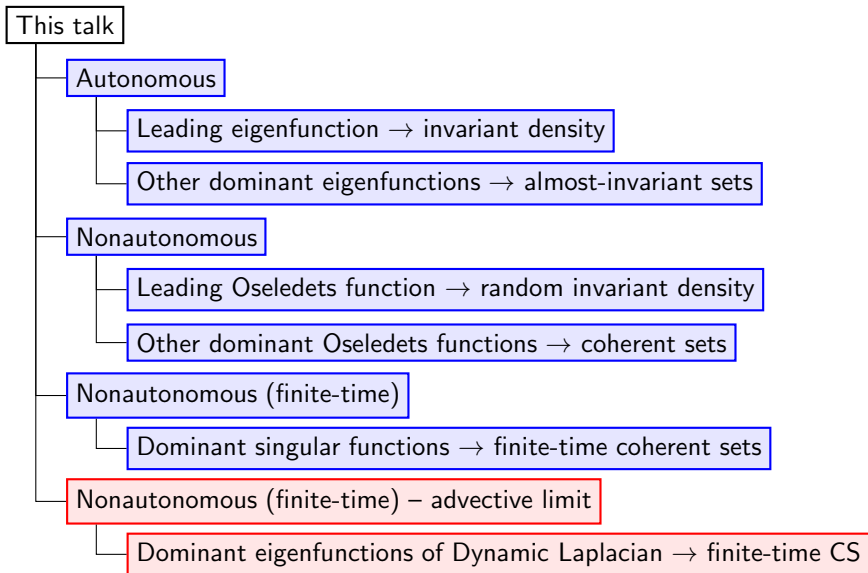 This talk
Autonomous
Leading eigenfunction → invariant density
Other dominant eigenfunctions → almost-invariant sets
Nonautonomous
Leading Oseledets function → random invariant density
Other dominant Oseledets functions → coherent sets
Nonautonomous (finite-time)
Dominant singular functions → finite-time coherent sets
Nonautonomous (finite-time) – advective limit
Dominant eigenfunctions of Dynamic Laplacian → finite-time CS